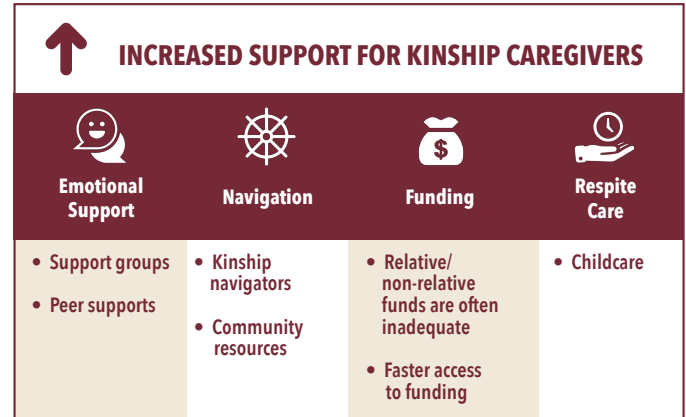 INCREASED SUPPORT FOR KINSHIP CAREGIVERS
Emotional
Support
Navigation
$
Funding
Respite
Care
• Support groups
• Peer supports
• Kinship
navigators
• Community
resources
• Relative/
non-relative
funds are often
inadequate
• Faster access
to funding
• Childcare